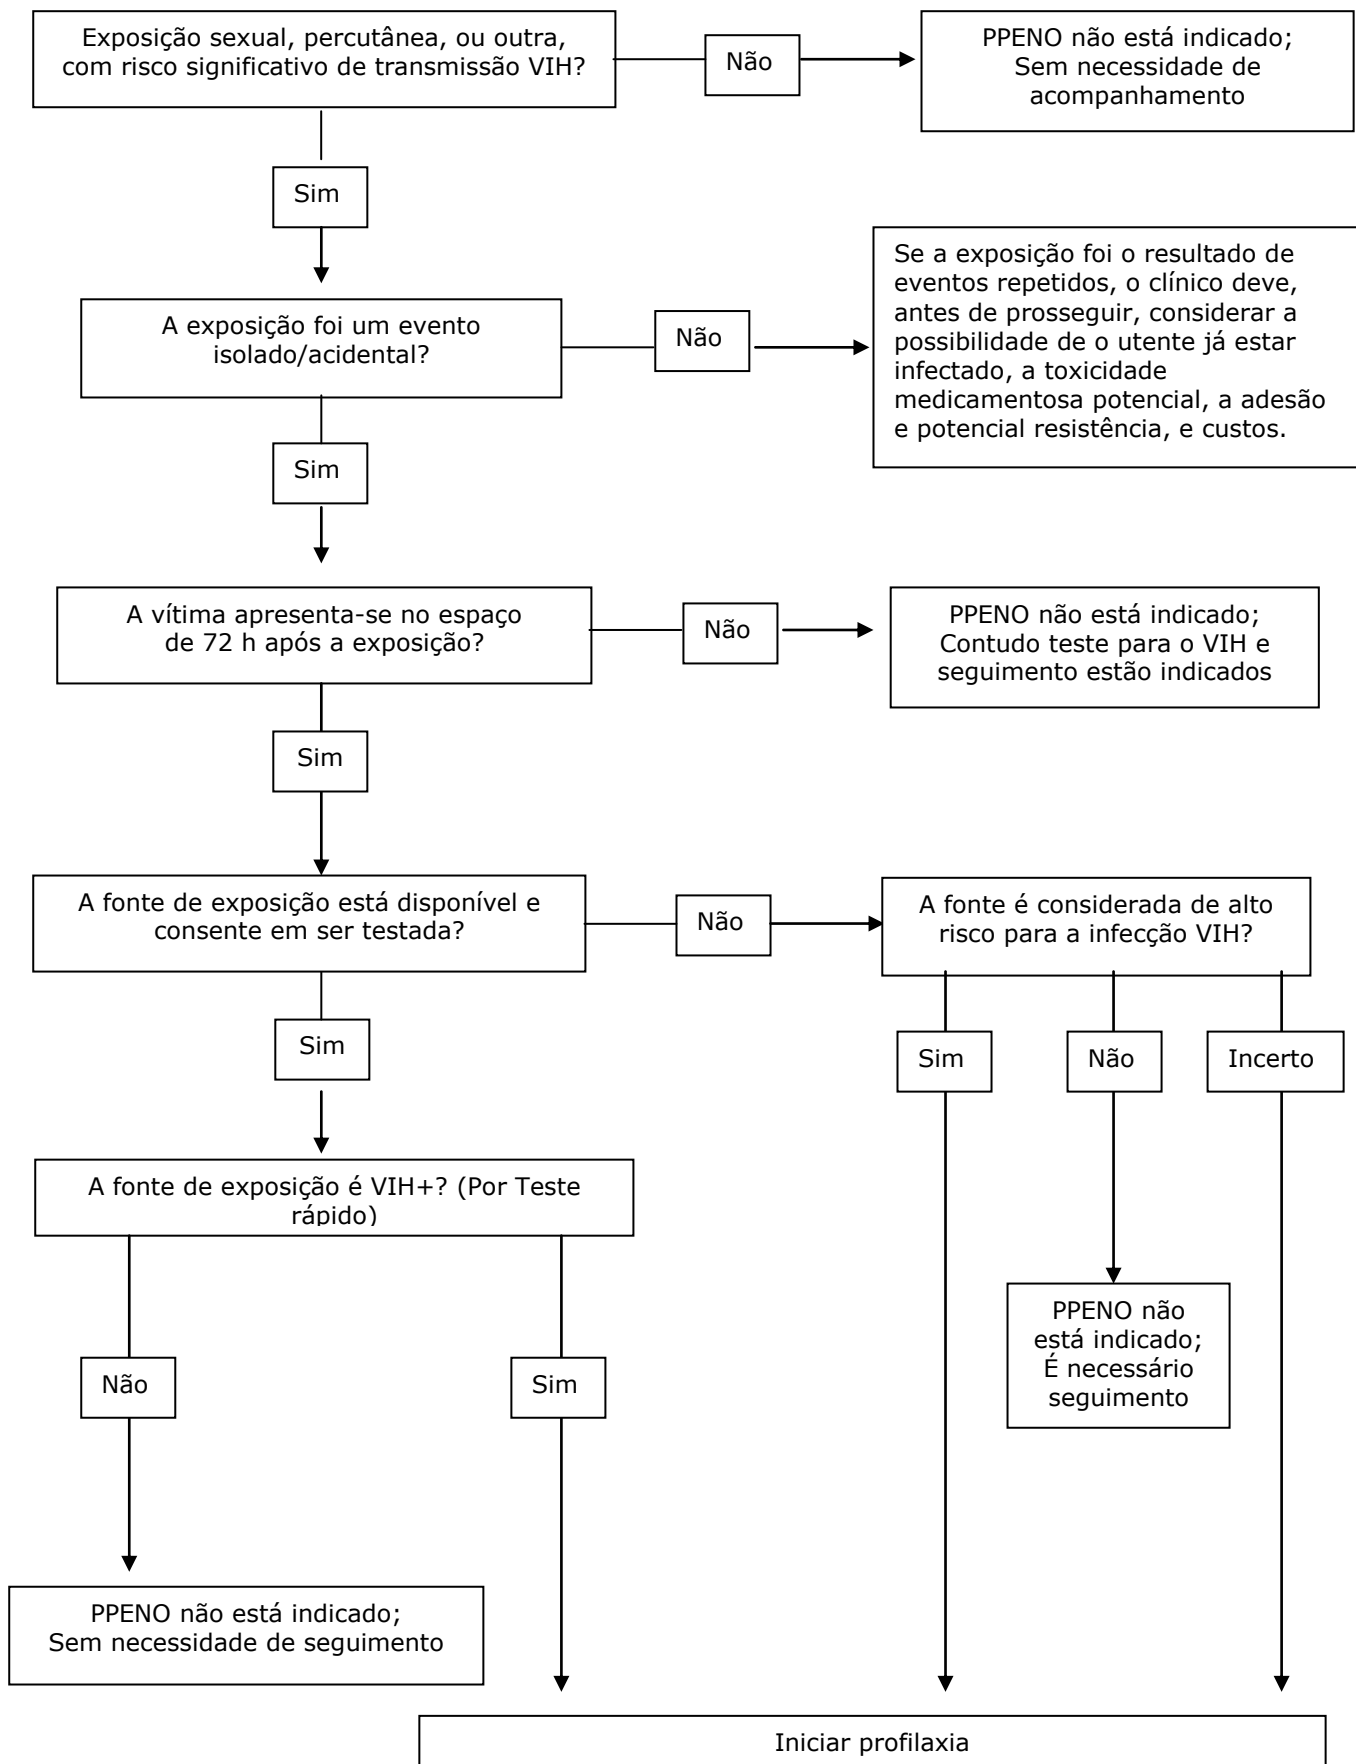 Exposição sexual, percutânea, ou outra,
com risco significativo de transmissão VIH?
Não
PPENO não está indicado;
Sem necessidade de
acompanhamento
Sim
A exposição foi um evento
isolado/acidental?
Não
Se a exposição foi o resultado de
eventos repetidos, o clínico deve,
antes de prosseguir, considerar a
possibilidade de o utente já estar
infectado, a toxicidade
medicamentosa potencial, a adesão
e potencial resistência, e custos.
Sim
A vítima apresenta-se no espaço
de 72 h após a exposição?
Não
PPENO não está indicado;
Contudo teste para o VIH e
seguimento estão indicados
Sim
A fonte de exposição está disponível e
consente em ser testada?
Não
A fonte é considerada de alto
risco para a infecção VIH?
Sim
Sim
Não
Incerto
A fonte de exposição é VIH+? (Por Teste
rápido)
PPENO não
está indicado;
É necessário
seguimento
Não
Sim
PPENO não está indicado;
Sem necessidade de seguimento
Iniciar profilaxia